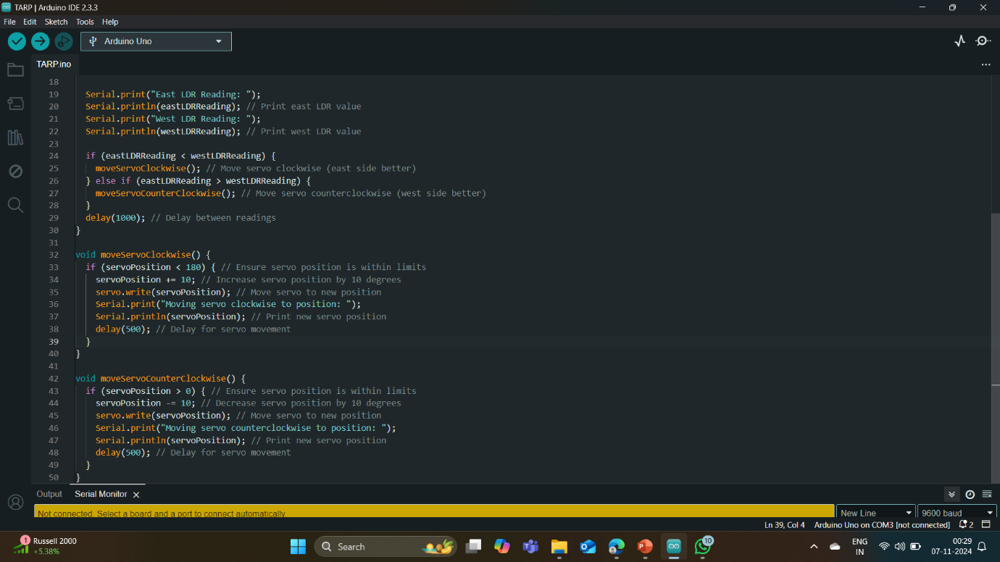 TARP | Arduino IDE 2.3.3
File Edit Sketch Tools Help
Arduino Uno
TARP.ino
18
19 Serial.print("East LDR Reading: ");
20 Serial.println(eastLDRReading); // Print east LDR value
21 Serial.print("West LDR Reading: ");
22 Serial.println(westLDRReading); // Print west LDR value
23
24 if (eastLDRReading < westLDRReading) {
25 moveServoClockwise(); // Move servo clockwise (east side better)
26 } else if (eastLDRReading > westLDRReading) {
27 moveServoCounterClockwise(); // Move servo counterclockwise (west side better)
28 }
29 delay(1000); // Delay between readings
30 }
31
32 void moveServoClockwise() {
33 if (servoPosition < 180) { // Ensure servo position is within limits
34 servoPosition += 10; // Increase servo position by 10 degrees
35 servo.write(servoPosition); // Move servo to new position
36 Serial.print("Moving servo clockwise to position: ");
37 Serial.println(servoPosition); // Print new servo position
38 delay(500); // Delay for servo movement
39 }
40 }
41
42 void moveServoCounterClockwise() {
43 if (servoPosition > 0) { // Ensure servo position is within limits
44 servoPosition -= 10; // Decrease servo position by 10 degrees
45 servo.write(servoPosition); // Move servo to new position
46 Serial.print("Moving servo counterclockwise to position: ");
47 Serial.println(servoPosition); // Print new servo position
48 delay(500); // Delay for servo movement
49 }
50 }
Output Serial Monitor
Not connected. Select a board and a port to connect automatically. New Line 9600 baud
Ln 39, Col 4 Arduino Uno on COM3 [not connected] 2
1 Russell 2000
+5.38%
Search
10
ENG
IN
00:29
07-11-2024